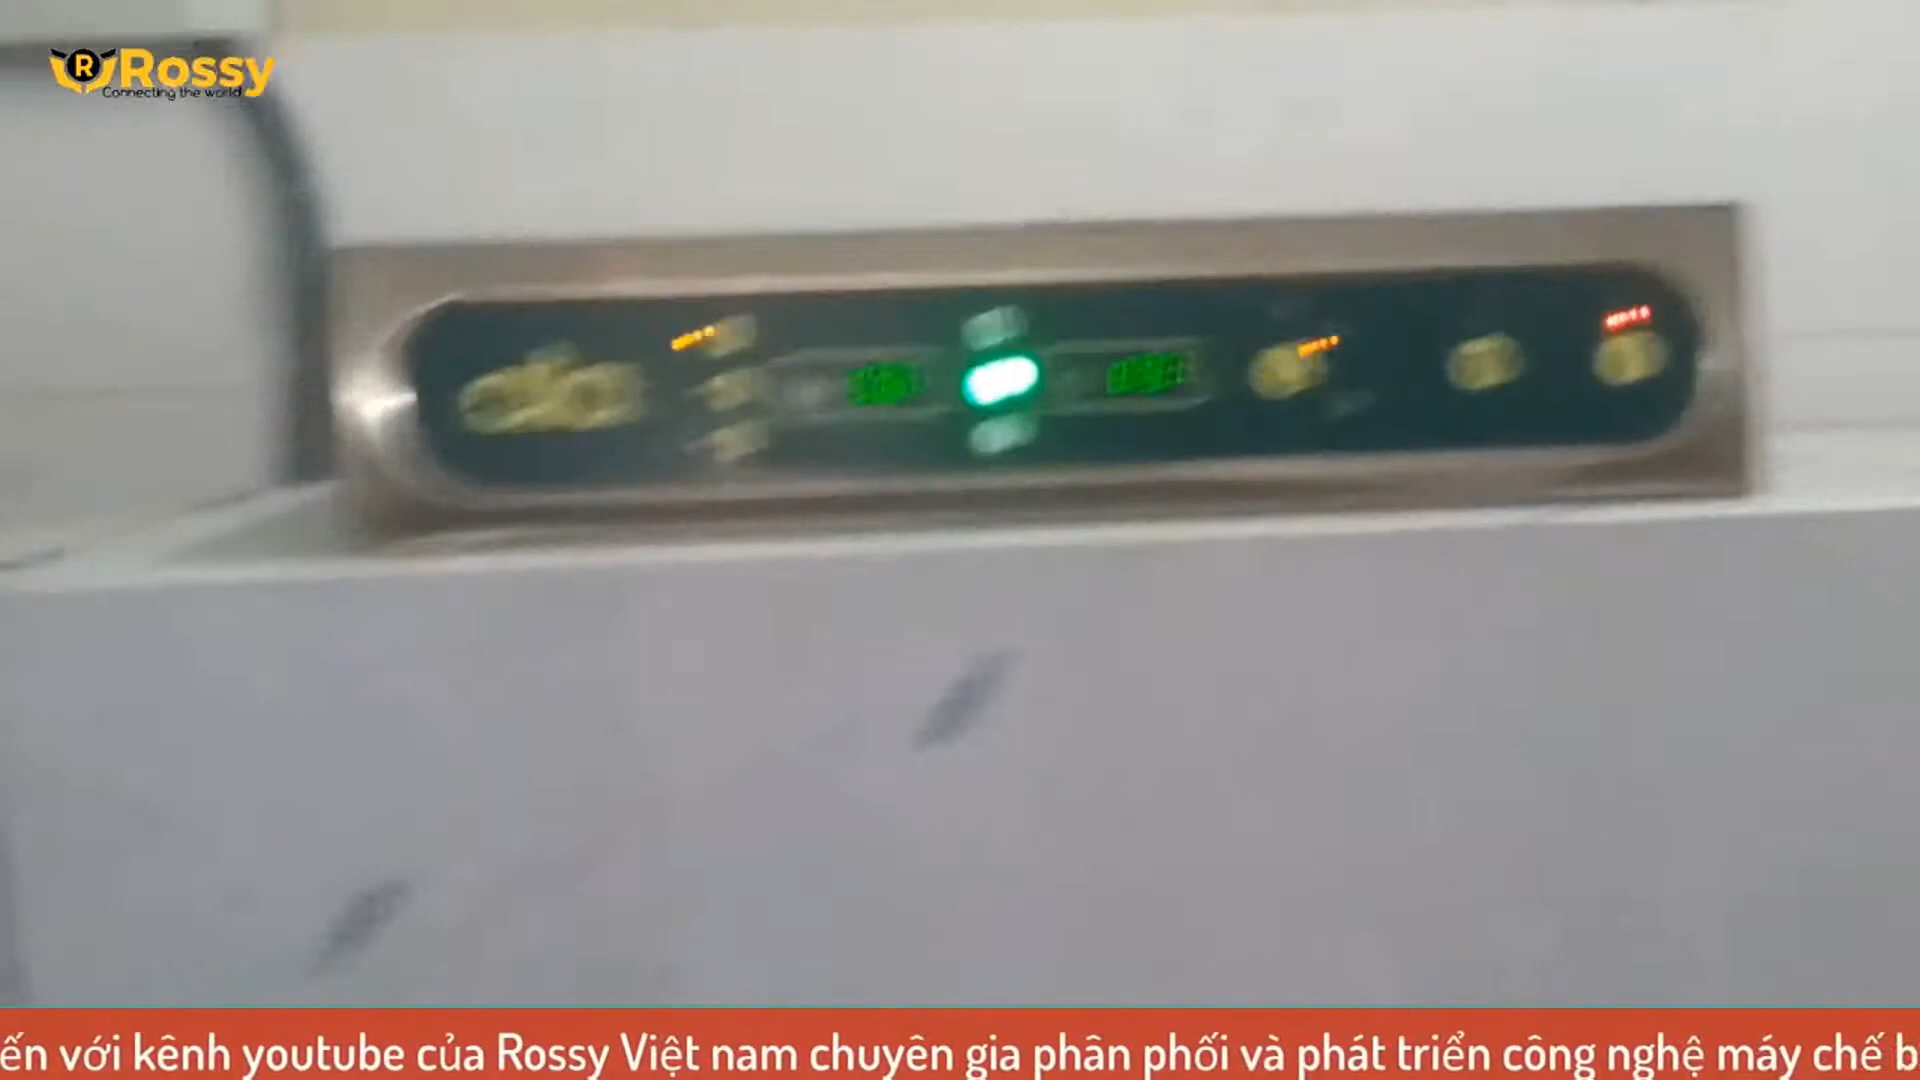 Rossy
Connecting the world
ến với kênh youtube của Rossy Việt nam chuyên gia phân phối và phát triển công nghệ máy chế b